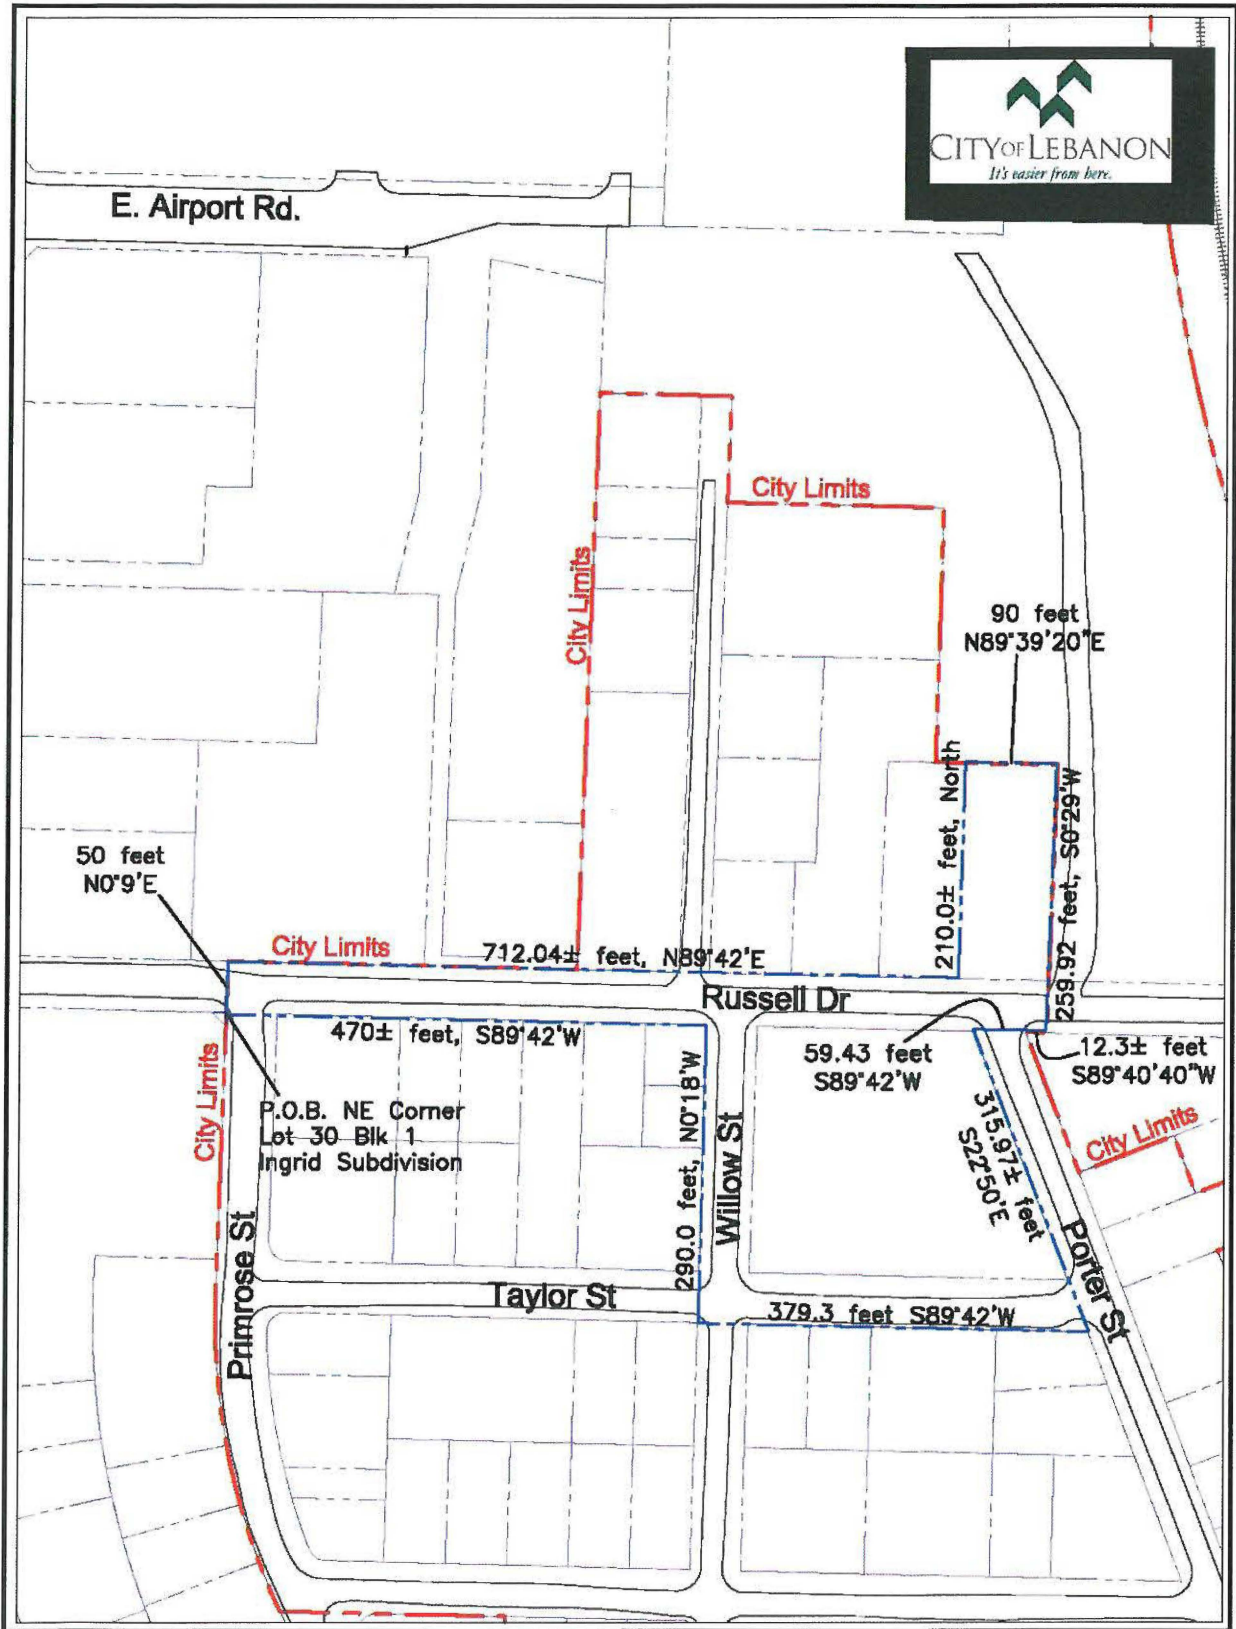 CITY OF LEBANON
It's easier from here.
E. Airport Rd.
City Limits
City Limits
90 feet
N89°39'20"E
210.0± feet, North
259.92 feet, S0°29'W
50 feet
N0°9'E
City Limits
712.04± feet, N89°42'E
Russell Dr
470± feet, S89°42'W
59.43 feet
S89°42'W
12.3± feet
S89°40'40"W
City Limits
P.O.B. NE Corner
Lot 30 Blk 1
Ingrid Subdivision
290.0 feet, N0°18'W
Willow St
315.97± feet
S22°50'E
City Limits
Primrose St
Taylor St
379.3 feet S89°42'W
Porter St